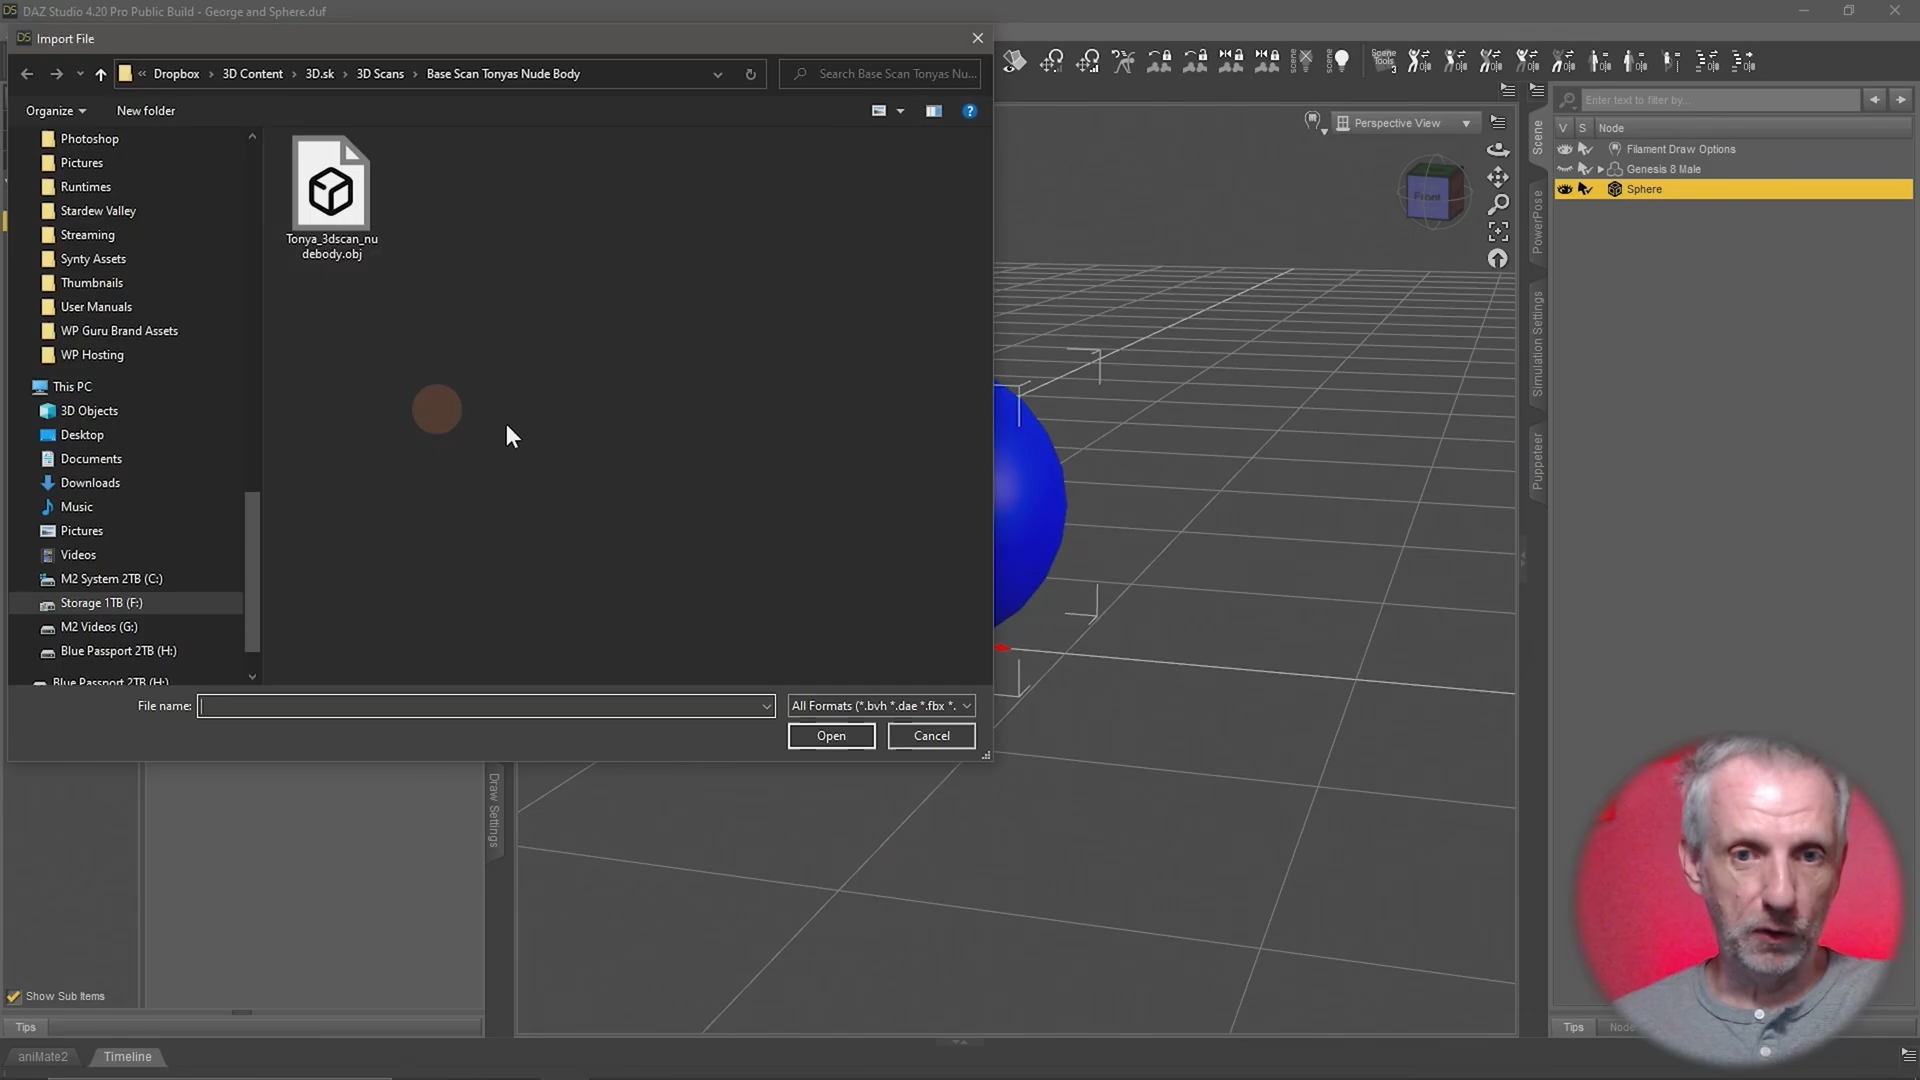 DS DAZ Studio 4.20 Pro Public Build - George and Sphere.duf
DS Import File
« Dropbox > 3D Content > 3D.sk > 3D Scans > Base Scan Tonyas Nude Body
Search Base Scan Tonyas Nu...
Organize
New folder
Photoshop
Pictures
Runtimes
Stardew Valley
Streaming
Synty Assets
Thumbnails
User Manuals
WP Guru Brand Assets
WP Hosting
This PC
3D Objects
Desktop
Documents
Downloads
Music
Pictures
Videos
M2 System 2TB (C:)
Storage 1TB (F:)
M2 Videos (G:)
Blue Passport 2TB (H:)
Blue Passport 2TB (H:)
Tonya_3dscan_nu
debody.obj
File name:
All Formats (*.bvh *.dae *.fbx *.
Open
Cancel
Scene
Tools
3
Perspective View
Front
Scene
PowerPose
Simulation Settings
Puppeteer
Enter text to filter by...
V S Node
Filament Draw Options
Genesis 8 Male
Sphere
Draw Settings
Show Sub Items
Tips
aniMate2
Timeline
Tips
Node